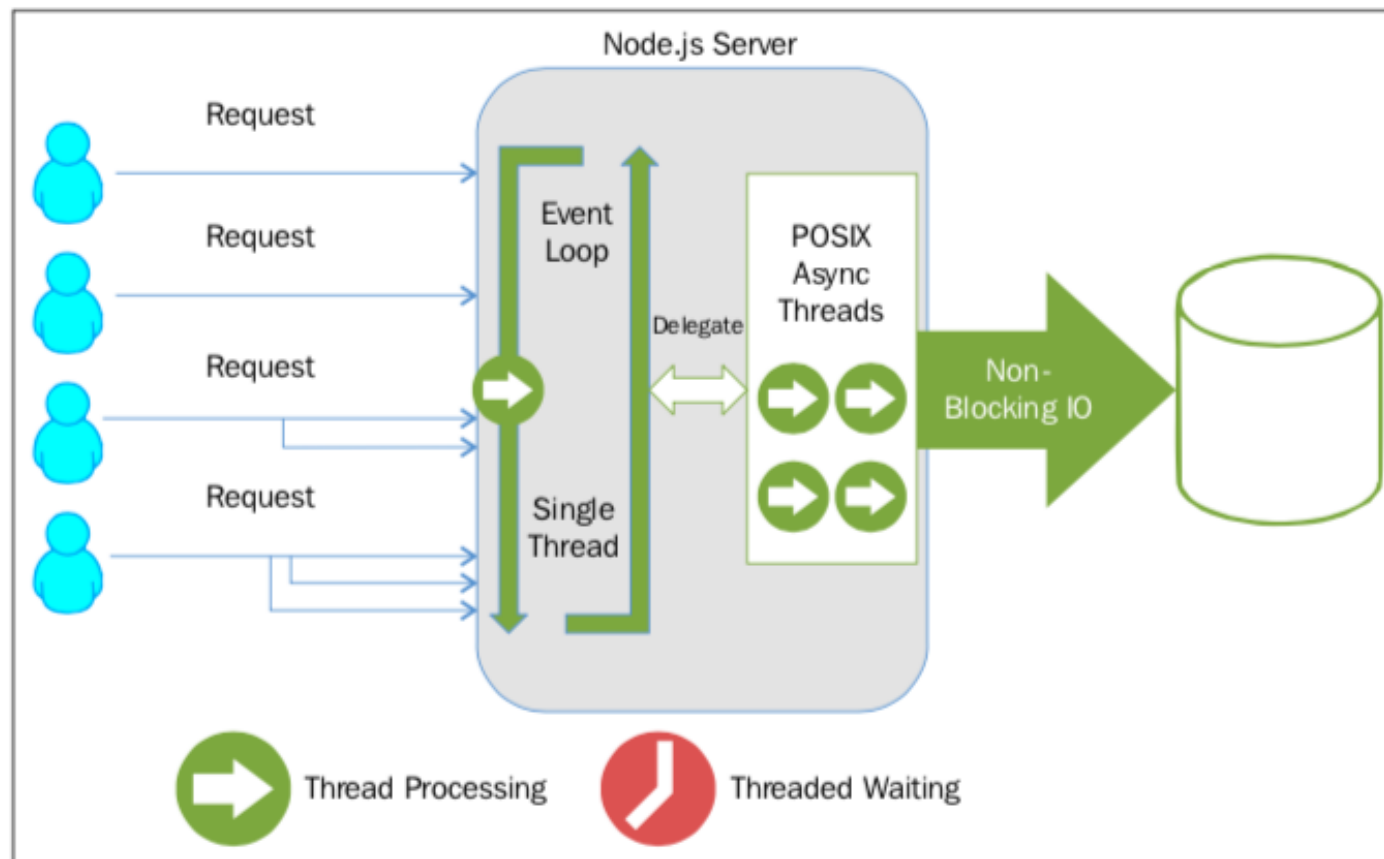 Node.js Server
Request
Request
Request
Request
Event
Loop
Single
Thread
Delegate
POSIX
Async
Threads
Non-
Blocking IO
Thread Processing
Threaded Waiting